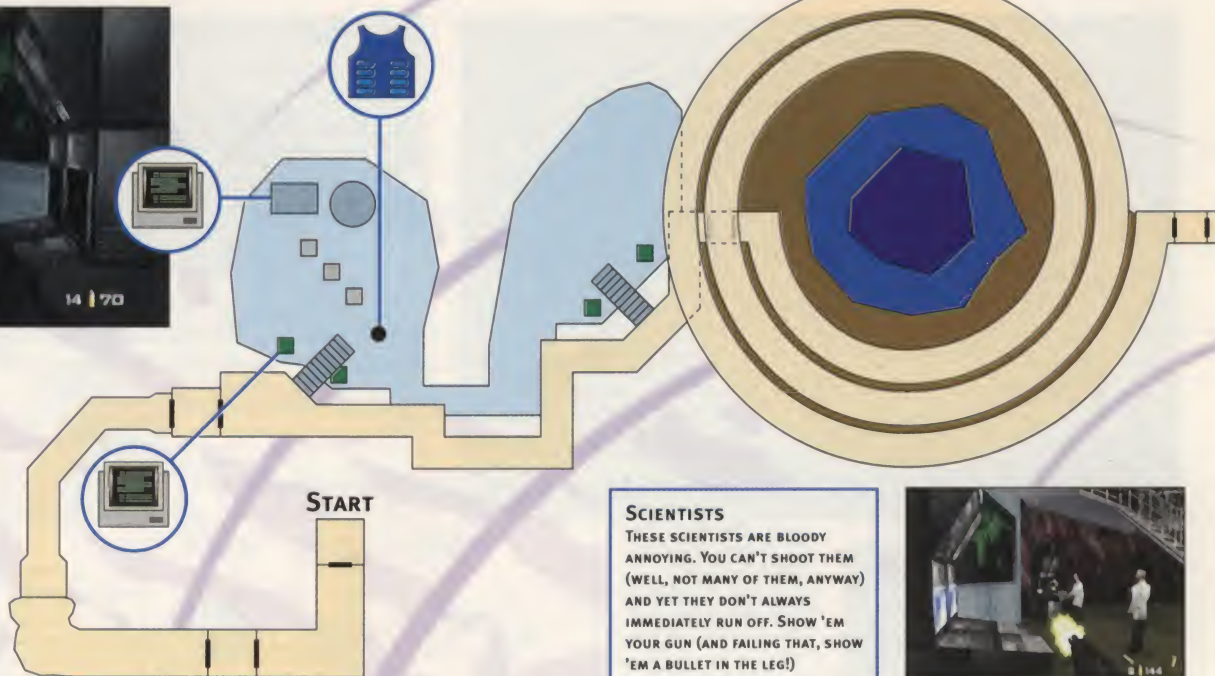 14 70
START
SCIENTISTS
THESE SCIENTISTS ARE BLOODY
ANNOYING. YOU CAN'T SHOOT THEM
(WELL, NOT MANY OF THEM, ANYWAY)
AND YET THEY DON'T ALWAYS
IMMEDIATELY RUN OFF. SHOW 'EM
YOUR GUN (AND FAILING THAT, SHOW
'EM A BULLET IN THE LEG!)
144